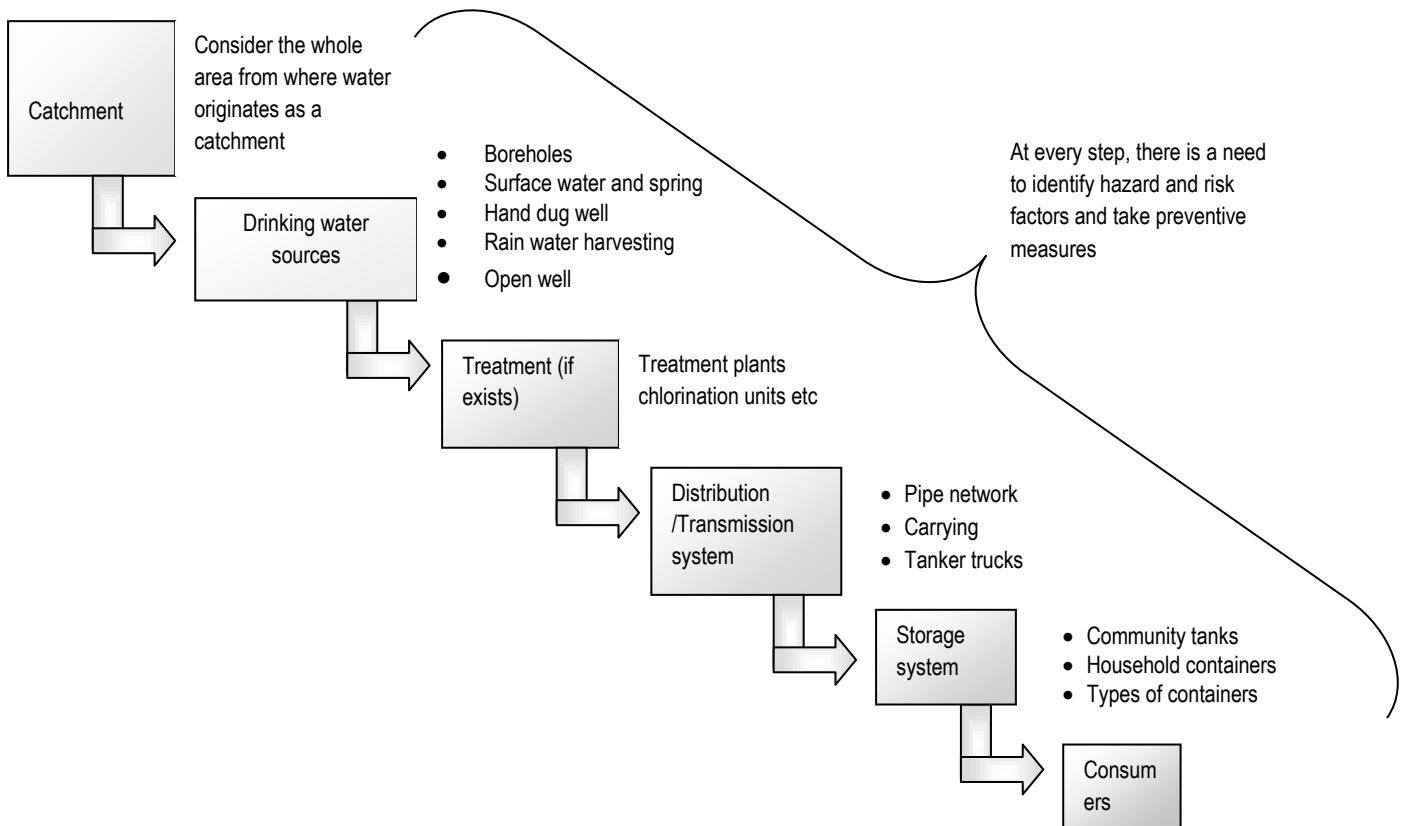 Catchment
Consider the whole
area from where water
originates as a
catchment
Drinking water
sources
• Boreholes
• Surface water and spring
• Hand dug well
• Rain water harvesting
• Open well
At every step, there is a need
to identify hazard and risk
factors and take preventive
measures
Treatment (if
exists)
Treatment plants
chlorination units etc
Distribution
/Transmission
system
• Pipe network
• Carrying
• Tanker trucks
Storage
system
• Community tanks
• Household containers
• Types of containers
Consum
ers